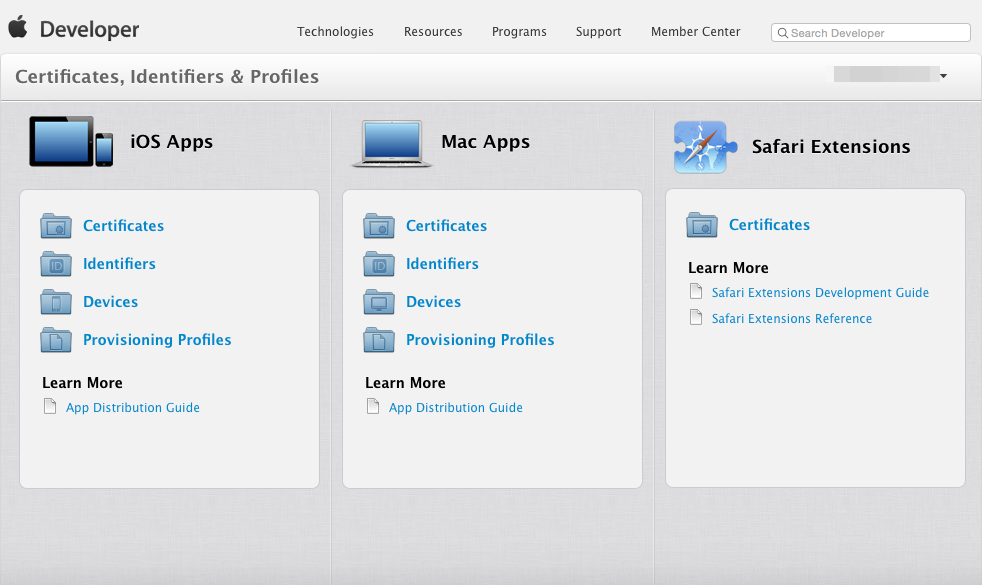 Developer
Technologies Resources Programs Support Member Center Search Developer
Certificates, Identifiers & Profiles
iOS Apps
Certificates
Identifiers
Devices
Provisioning Profiles
Learn More
App Distribution Guide
Mac Apps
Certificates
Identifiers
Devices
Provisioning Profiles
Learn More
App Distribution Guide
Safari Extensions
Certificates
Learn More
Safari Extensions Development Guide
Safari Extensions Reference